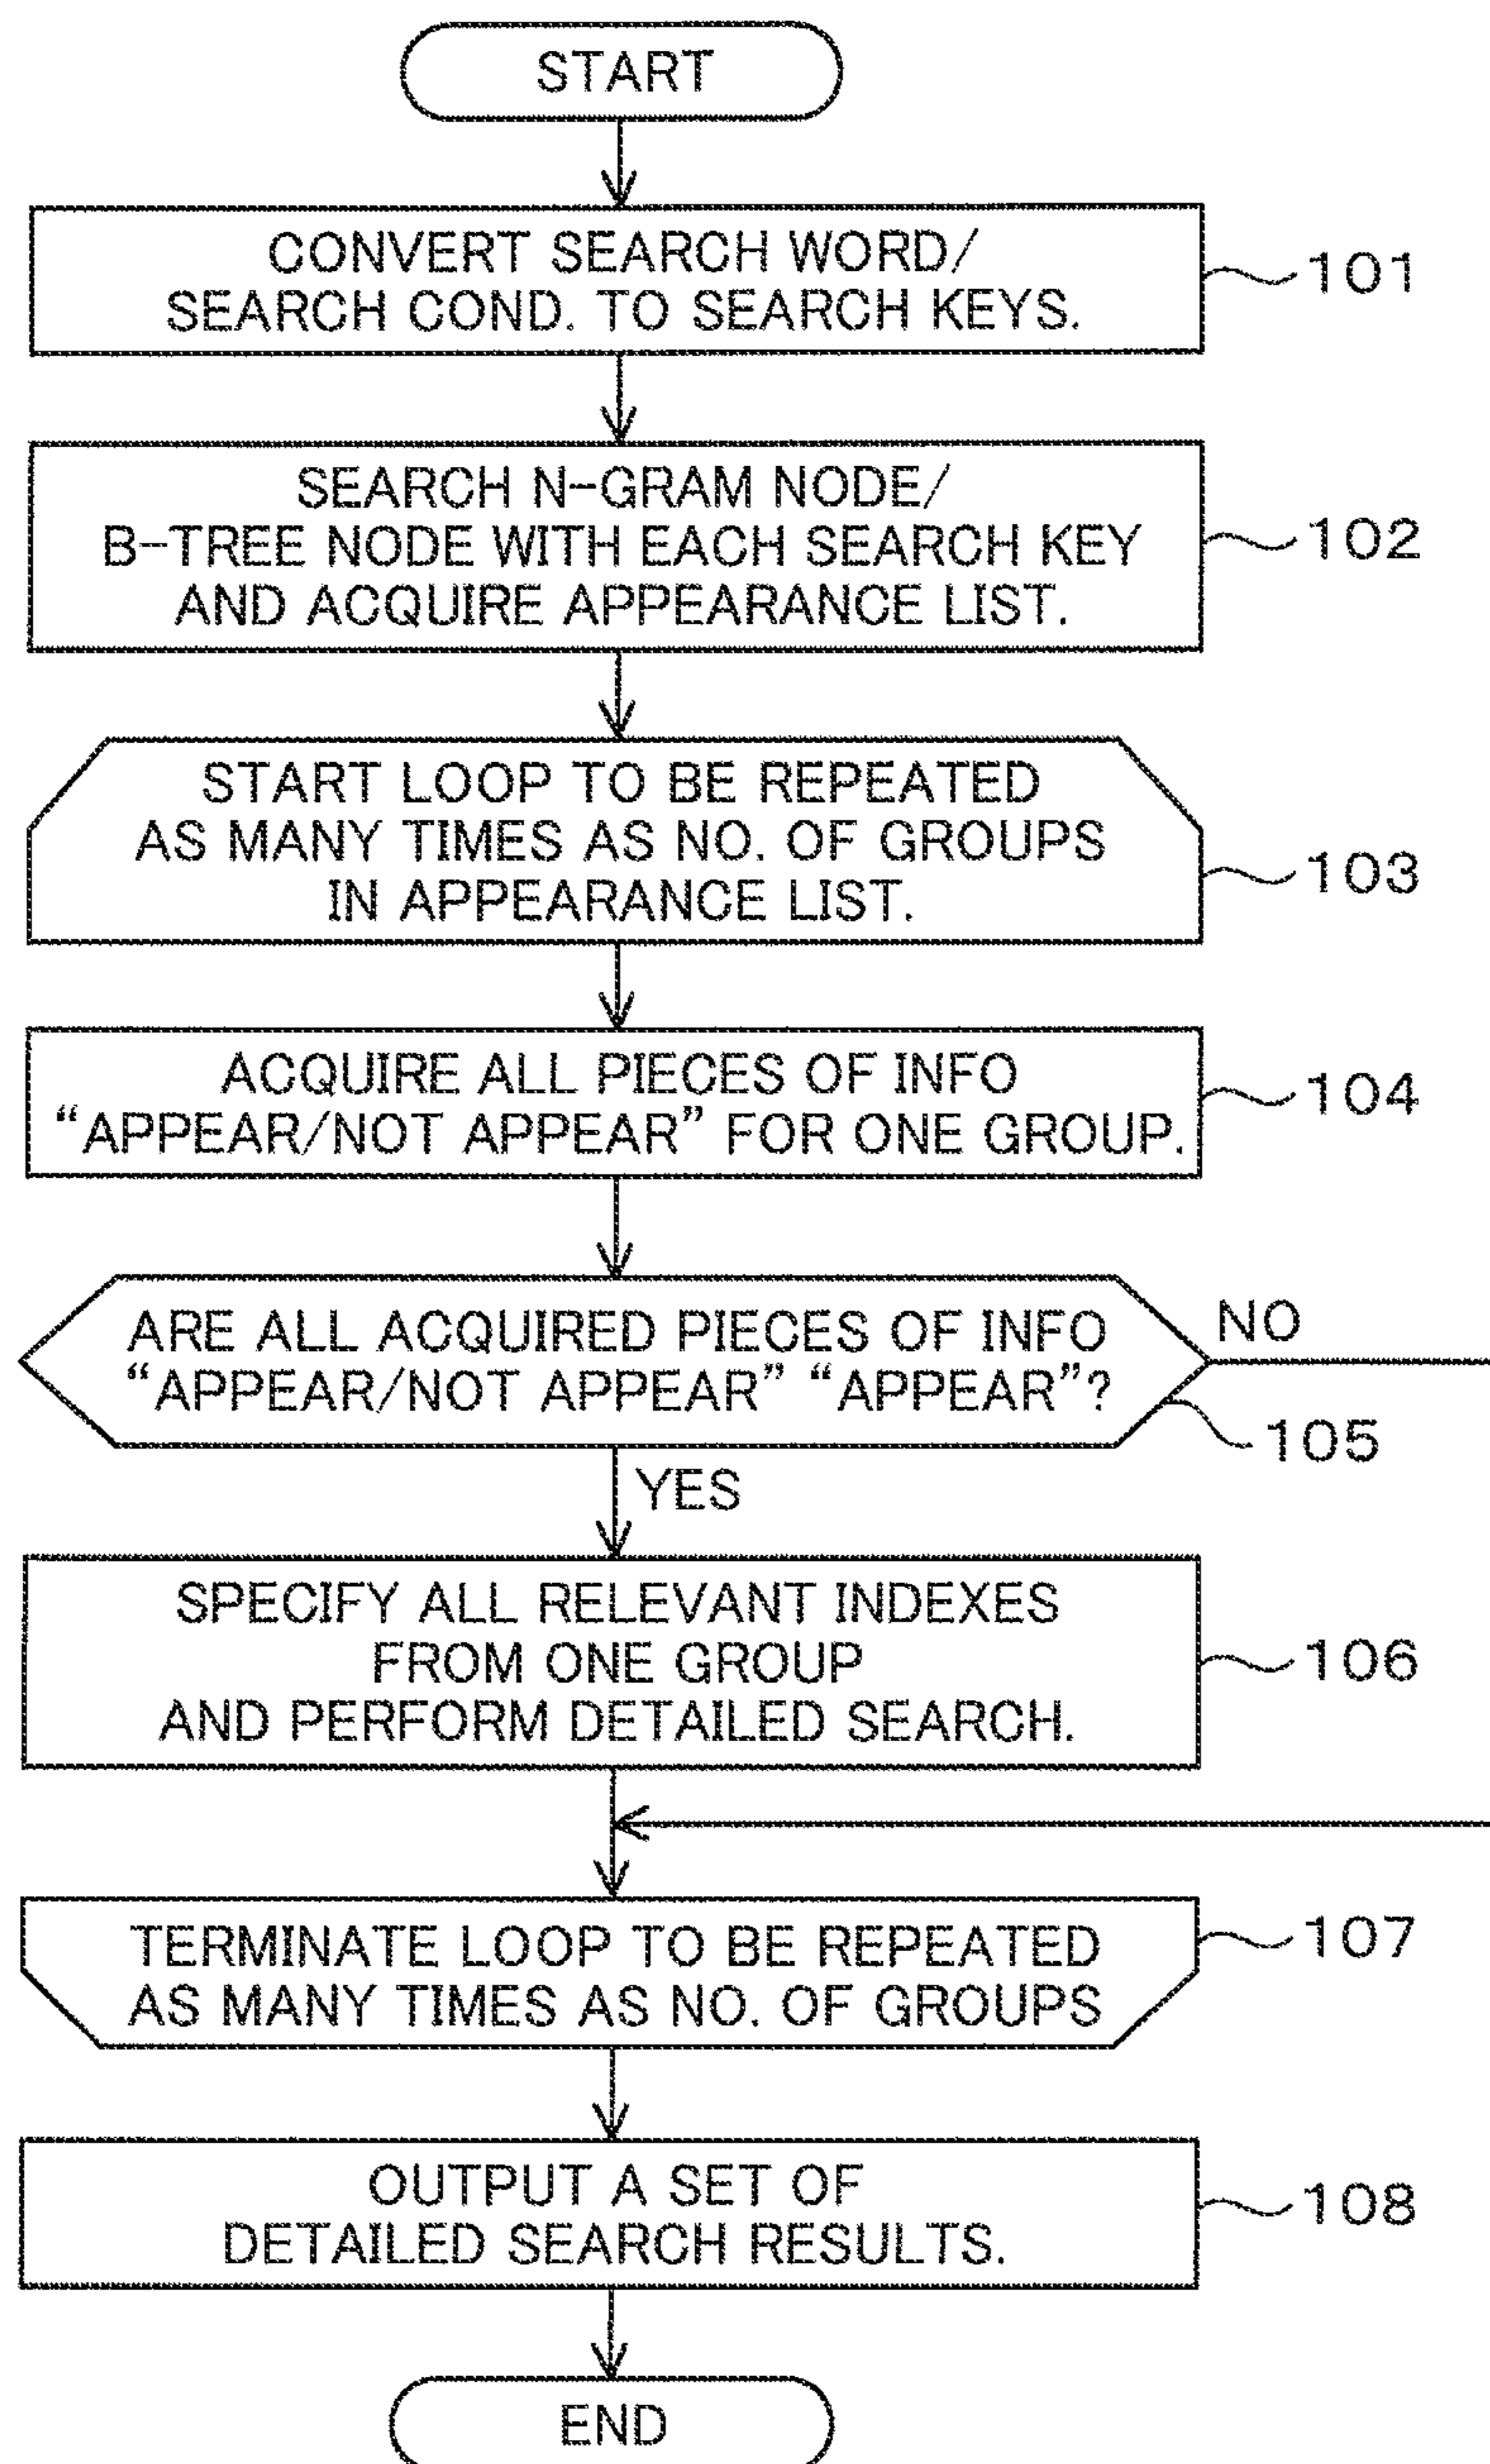 START
CONVERT SEARCH WORD/
SEARCH COND. TO SEARCH KEYS.
101
SEARCH N-GRAM NODE/
B-TREE NODE WITH EACH SEARCH KEY
AND ACQUIRE APPEARANCE LIST.
102
START LOOP TO BE REPEATED
AS MANY TIMES AS NO. OF GROUPS
IN APPEARANCE LIST.
103
ACQUIRE ALL PIECES OF INFO
“APPEAR/NOT APPEAR” FOR ONE GROUP.
104
ARE ALL ACQUIRED PIECES OF INFO
“APPEAR/NOT APPEAR” “APPEAR”?
NO
105
YES
SPECIFY ALL RELEVANT INDEXES
FROM ONE GROUP
AND PERFORM DETAILED SEARCH.
106
TERMINATE LOOP TO BE REPEATED
AS MANY TIMES AS NO. OF GROUPS
107
OUTPUT A SET OF
DETAILED SEARCH RESULTS.
108
END